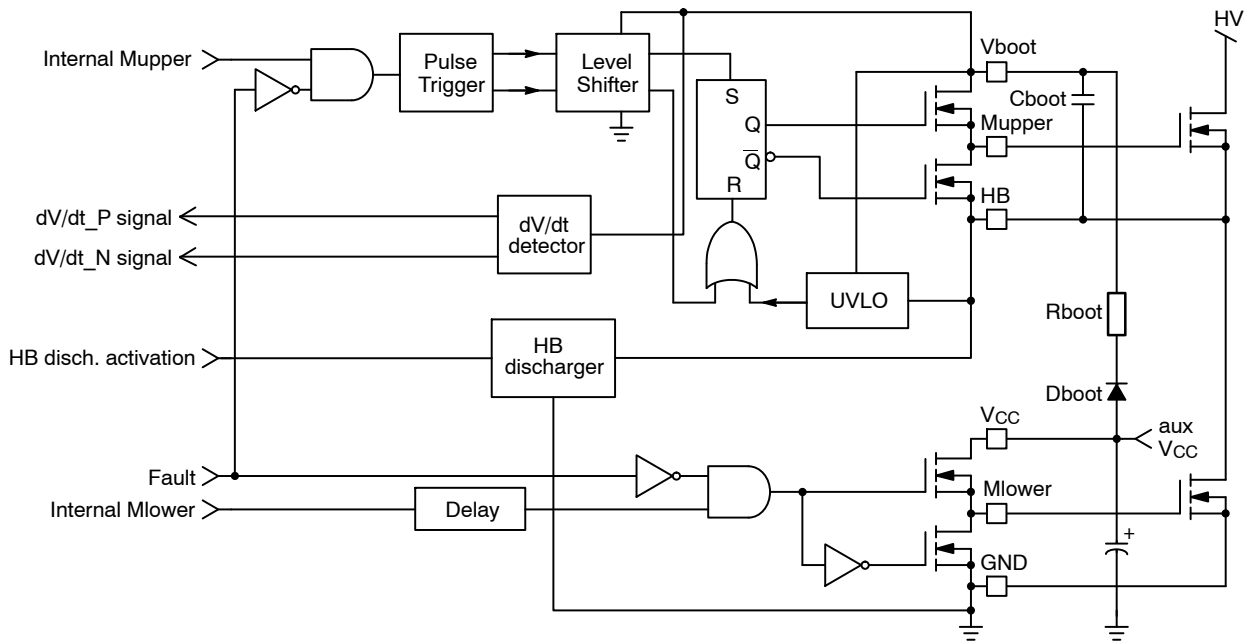 HV
Internal Mupper
Pulse
Trigger
Level
Shifter
Vboot
Cboot
S
Q
Mupper
Q
R
HB
dV/dt_P signal
dV/dt_N signal
dV/dt
detector
UVLO
Rboot
HB disch. activation
HB
discharger
Dboot
VCC
aux
VCC
Fault
Internal Mlower
Delay
Mlower
+
GND